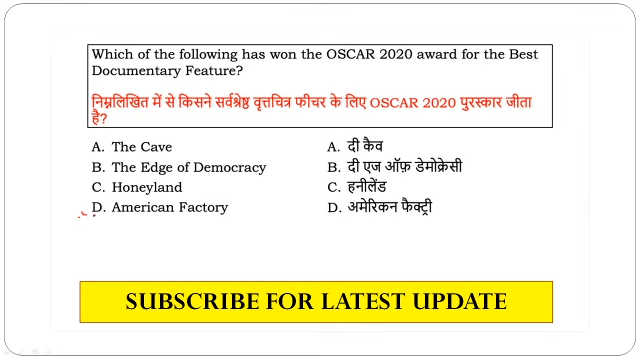 Which of the following has won the OSCAR 2020 award for the Best
Documentary Feature?
निम्नलिखित में से किसने सर्वश्रेष्ठ वृत्तचित्र फीचर के लिए OSCAR 2020 पुरस्कार जीता
है?
A. The Cave
B. The Edge of Democracy
C. Honeyland
D. American Factory
A. दी कैव
B. दी एज ऑफ़ डेमोक्रेसी
C. हनीलेंड
D. अमेरिकन फैक्ट्री
SUBSCRIBE FOR LATEST UPDATE